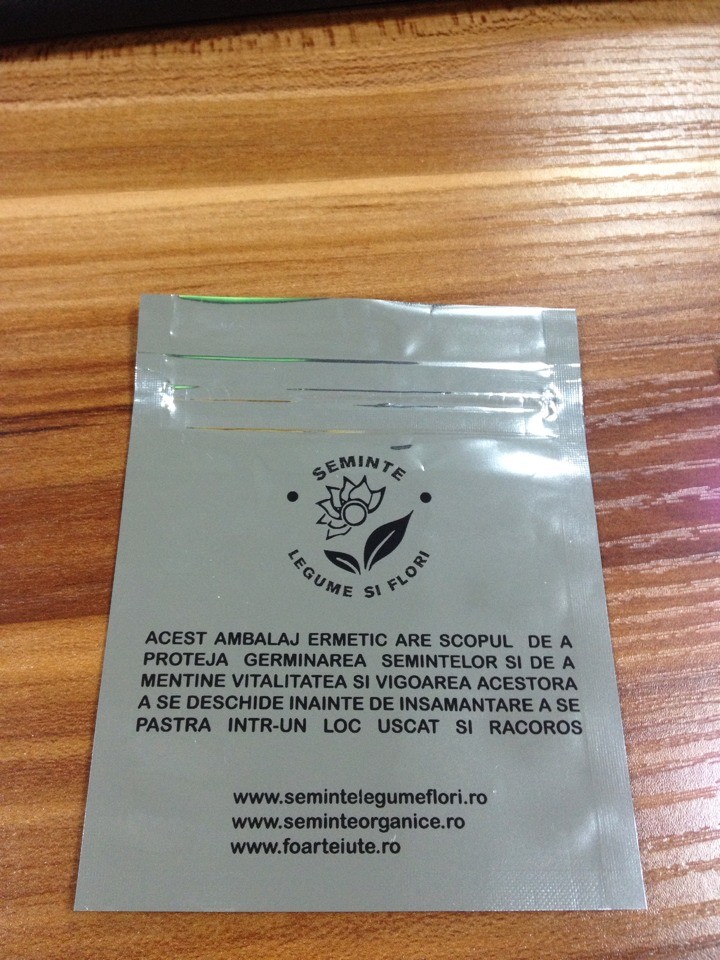 SEMINTE
LEGUME SI FLORI
ACEST AMBALAJ ERMETIC ARE SCOPUL DE A
PROTEJA GERMINAREA SEMINTELOR SI DE A
MENTINE VITALITATEA SI VIGOAREA ACESTORA
A SE DESCHIDE INAINTE DE INSAMANTARE A SE
PASTRA INTR-UN LOC USCAT SI RACOROS
www.semintelegumeflori.ro
www.seminteorganice.ro
www.foarteiute.ro